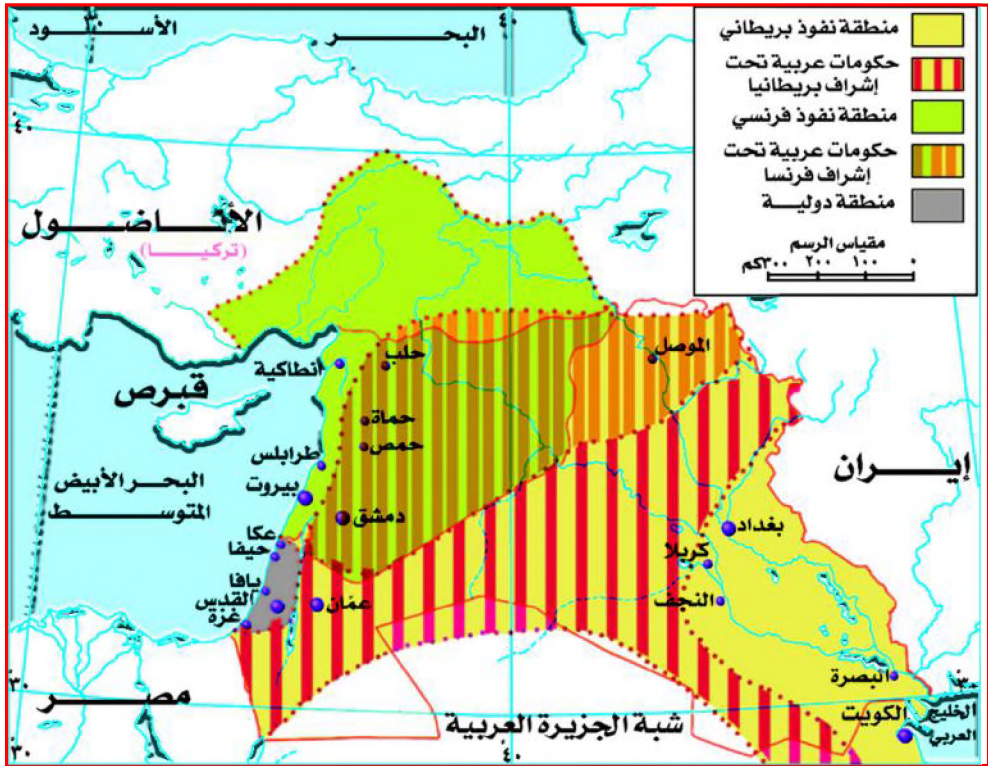 البحر الأسود
٣٠
٤٠
٤٠
منطقة نفوذ بريطاني
حكومات عربية تحت
إشراف بريطانيا
منطقة نفوذ فرنسي
حكومات عربية تحت
إشراف فرنسا
منطقة دولية
مقياس الرسم
٠ ١٠٠ ٢٠٠ ٣٠٠كم
الأناضول
(تركيا)
الموصل
حلب
أنطاكية
قبرص
حماة
حمص
طرابلس
إيران
البحر الأبيض
المتوسط
بيروت
دمشق
بغداد
عكا
حيفا
كربلا
يافا
القدس
عمّان
النجف
غزة
البصرة
٣٠
مصر
٣٠
الكويت
الخليج
العربي
شبة الجزيرة العربية
٣٠
٤٠